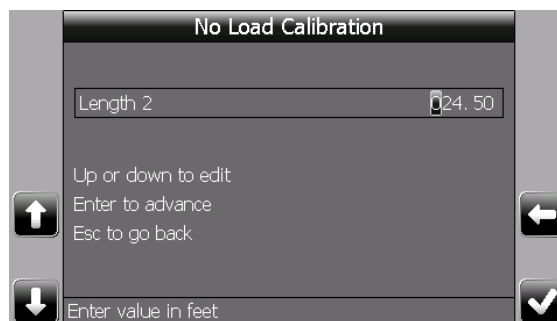 No Load Calibration
Length 2 024.50
Up or down to edit
Enter to advance
Esc to go back
Enter value in feet